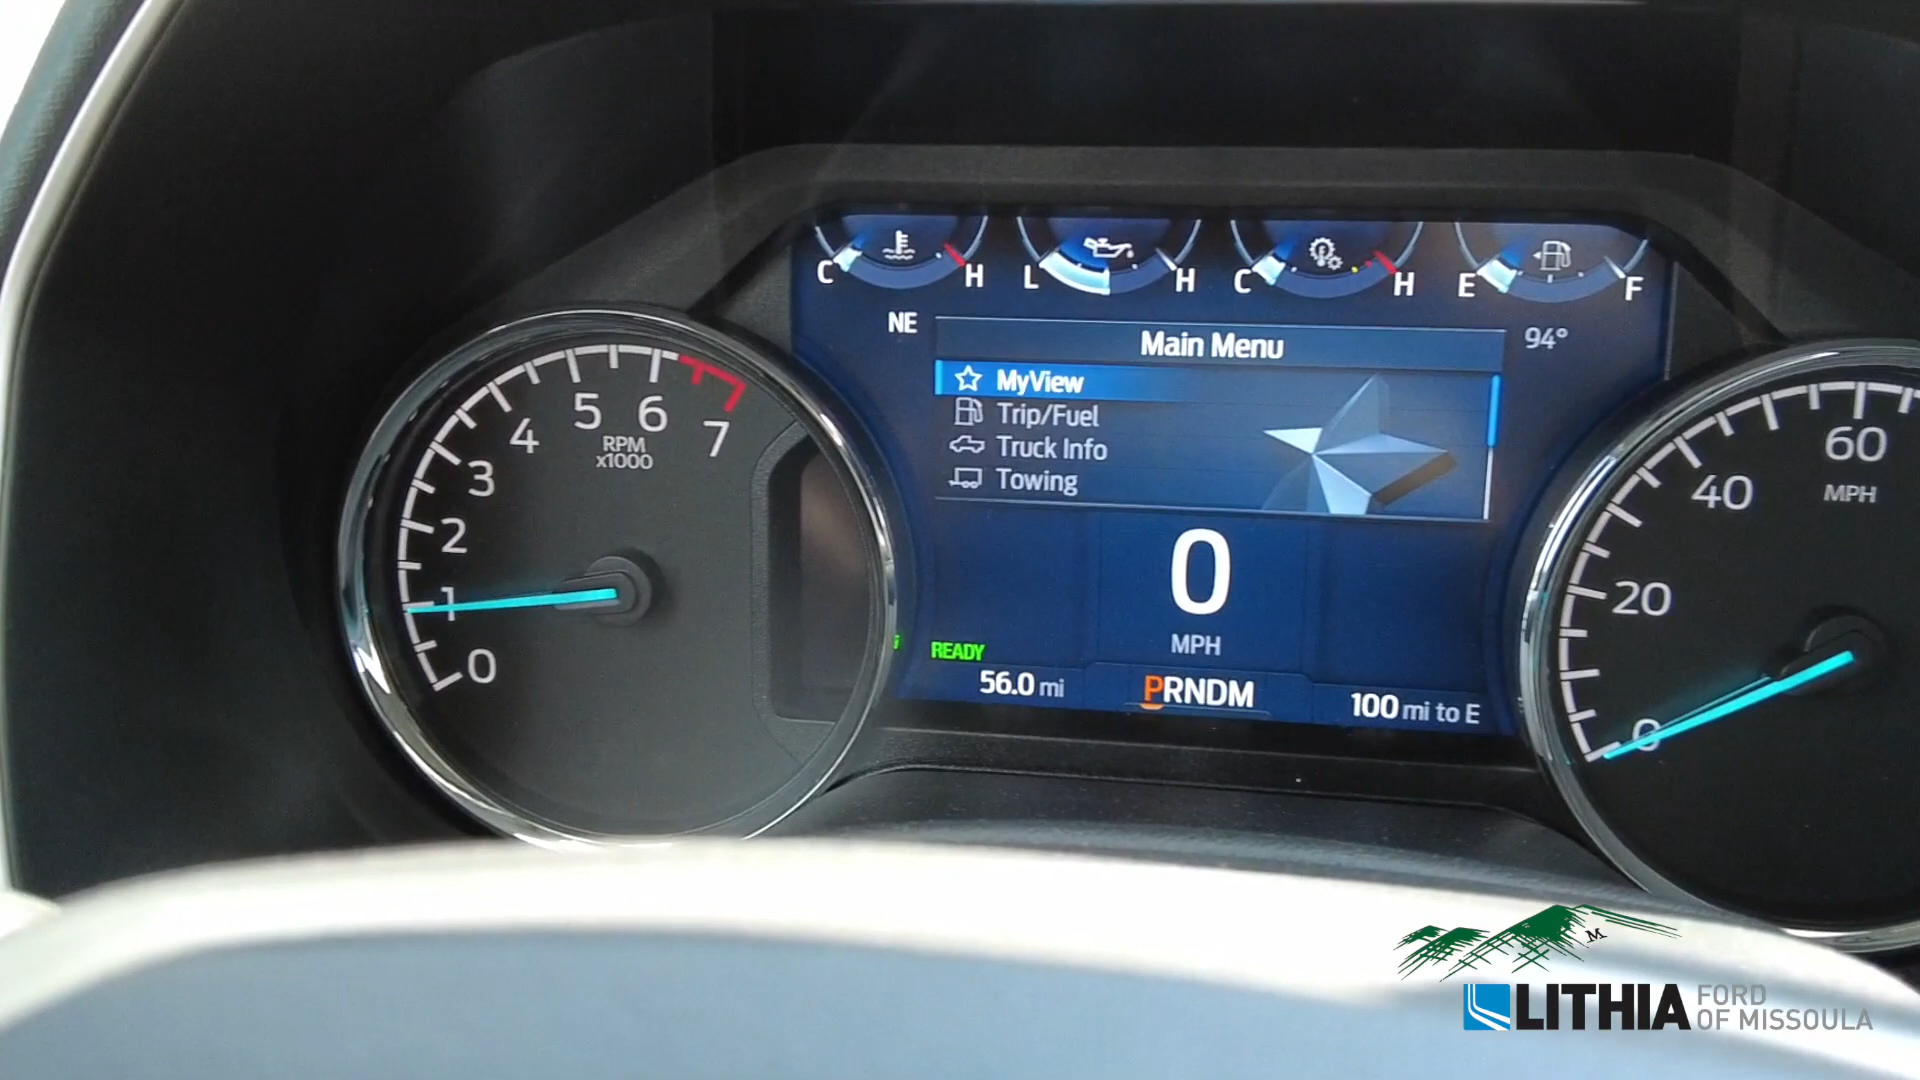 C H
L H
C H
E F
NE
94°
Main Menu
MyView
Trip/Fuel
Truck Info
Towing
0
MPH
READY
56.0 mi
PRNDM
100 mi to E
0
1
2
3
4
5
6
7
RPM
x1000
0
20
40
60
MPH
M
LITHIA FORD
OF MISSOULA